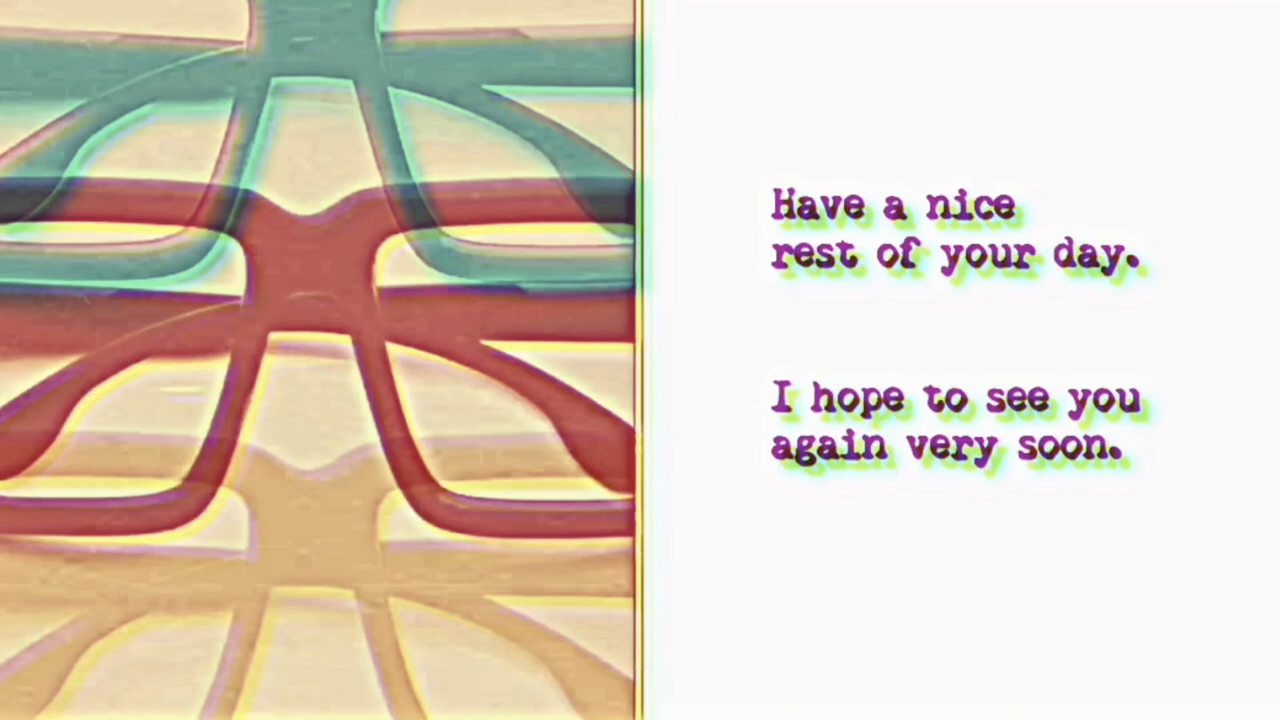 Have a nice
rest of your day.
I hope to see you
again very soon.